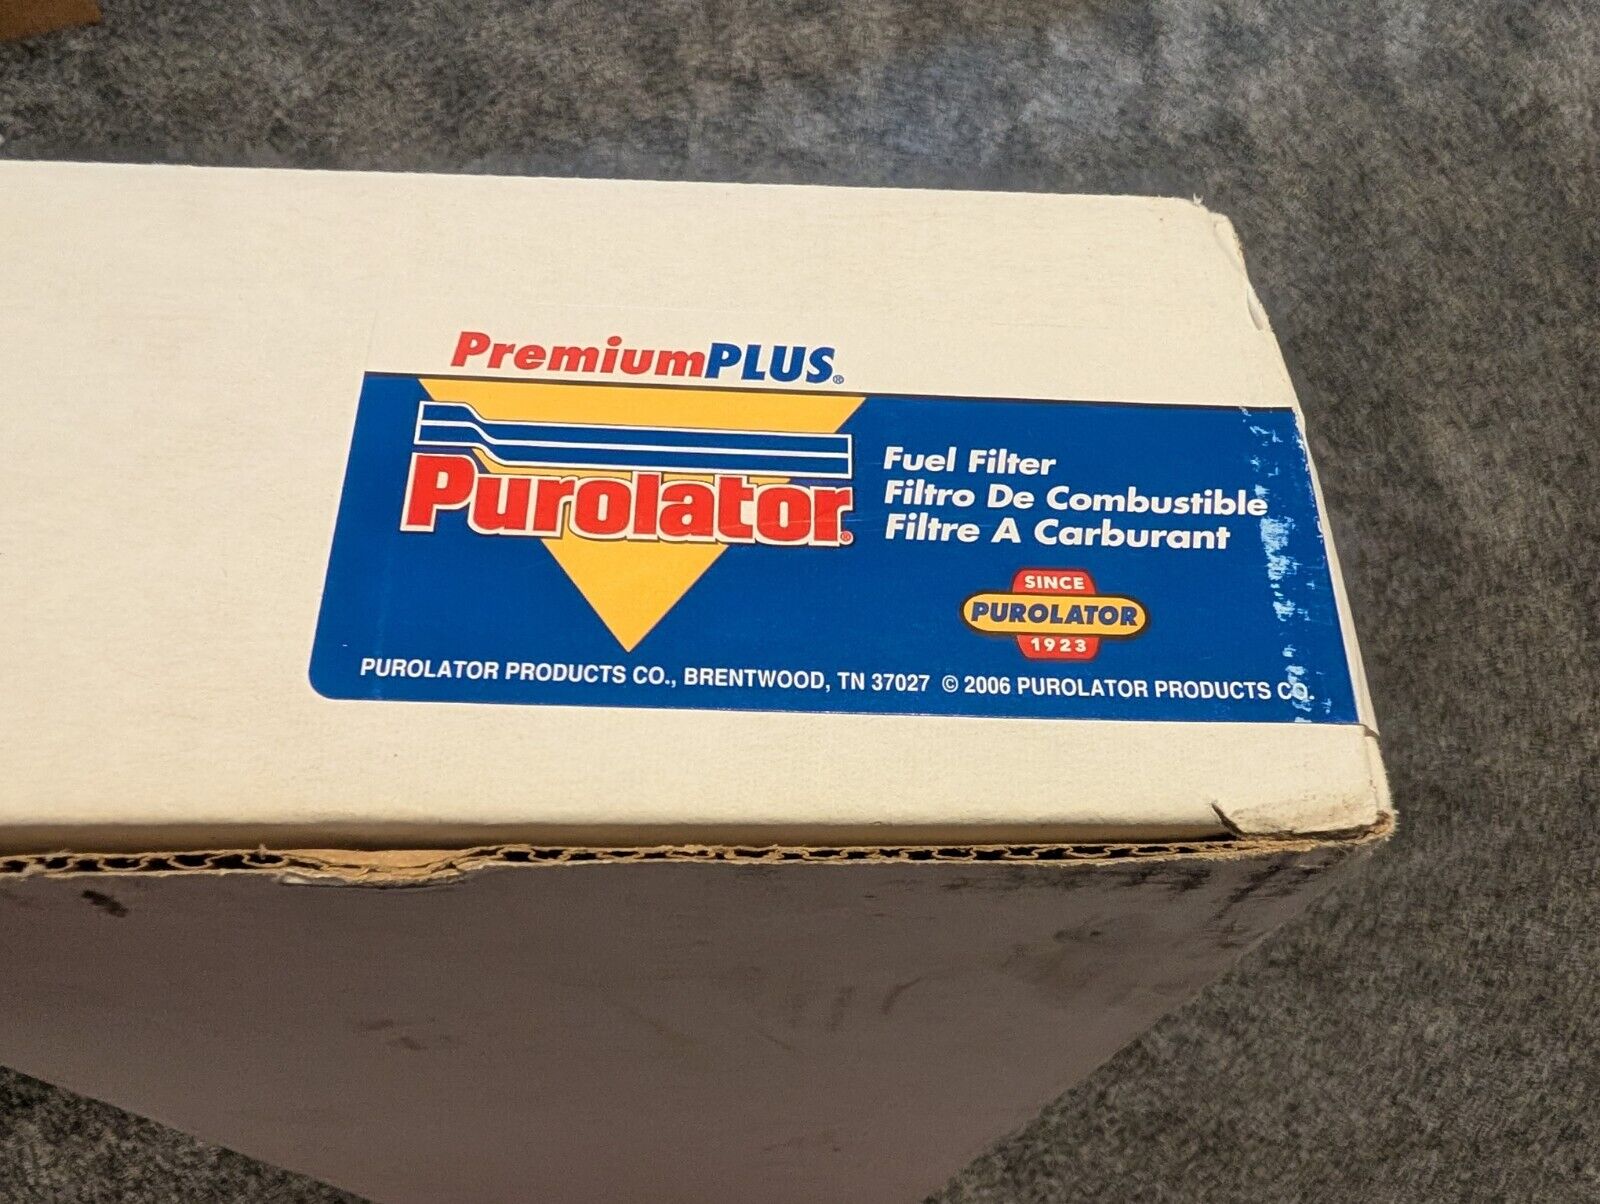 PremiumPLUS®
Purolator®
Fuel Filter
Filtro De Combustible
Filtre A Carburant
SINCE
PUROLATOR
1923
PUROLATOR PRODUCTS CO., BRENTWOOD, TN 37027 © 2006 PUROLATOR PRODUCTS CO.